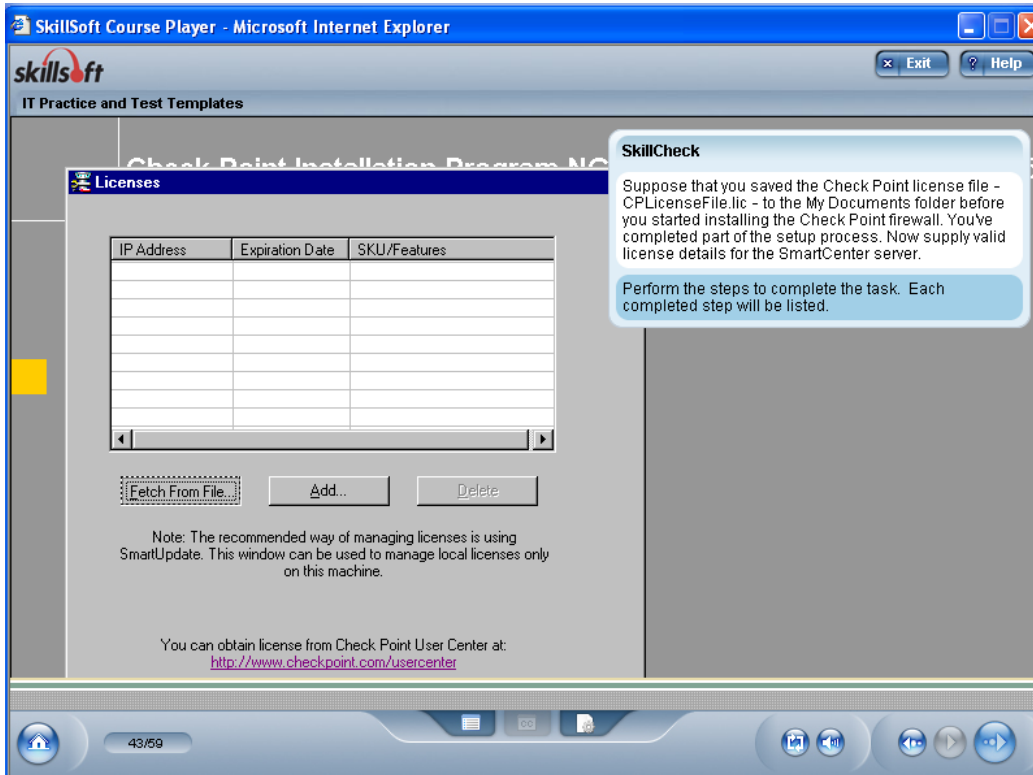 SkillSoft Course Player - Microsoft Internet Explorer
skillsoft
Exit
Help
IT Practice and Test Templates
Check Point Installation Program NG
Licenses
IP Address
Expiration Date
SKU/Features
Fetch From File...
Add...
Delete
Note: The recommended way of managing licenses is using
SmartUpdate. This window can be used to manage local licenses only
on this machine.
You can obtain license from Check Point User Center at:
http://www.checkpoint.com/usercenter
SkillCheck
Suppose that you saved the Check Point license file -
CPLicenseFile.lic - to the My Documents folder before
you started installing the Check Point firewall. You've
completed part of the setup process. Now supply valid
license details for the SmartCenter server.
Perform the steps to complete the task. Each
completed step will be listed.
CC
43/59